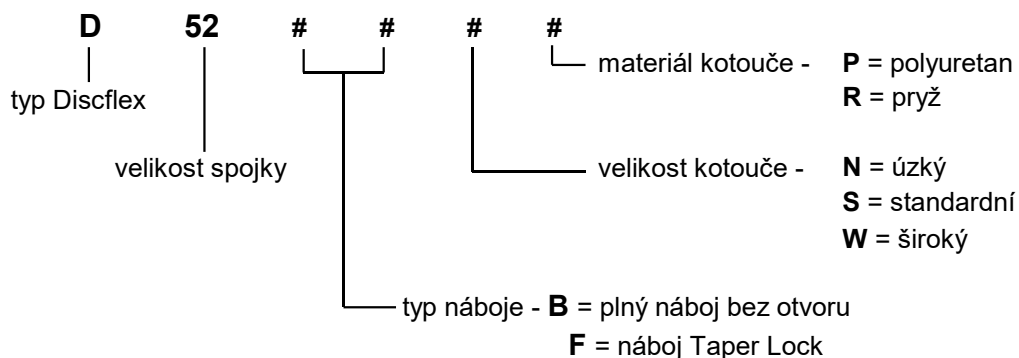 D 52 # # # #
materiál kotouče - P = polyuretan
R = pryž
typ Discflex
velikost spojky
velikost kotouče - N = úzký
S = standardní
W = široký
typ náboje - B = plný náboj bez otvoru
F = náboj Taper Lock